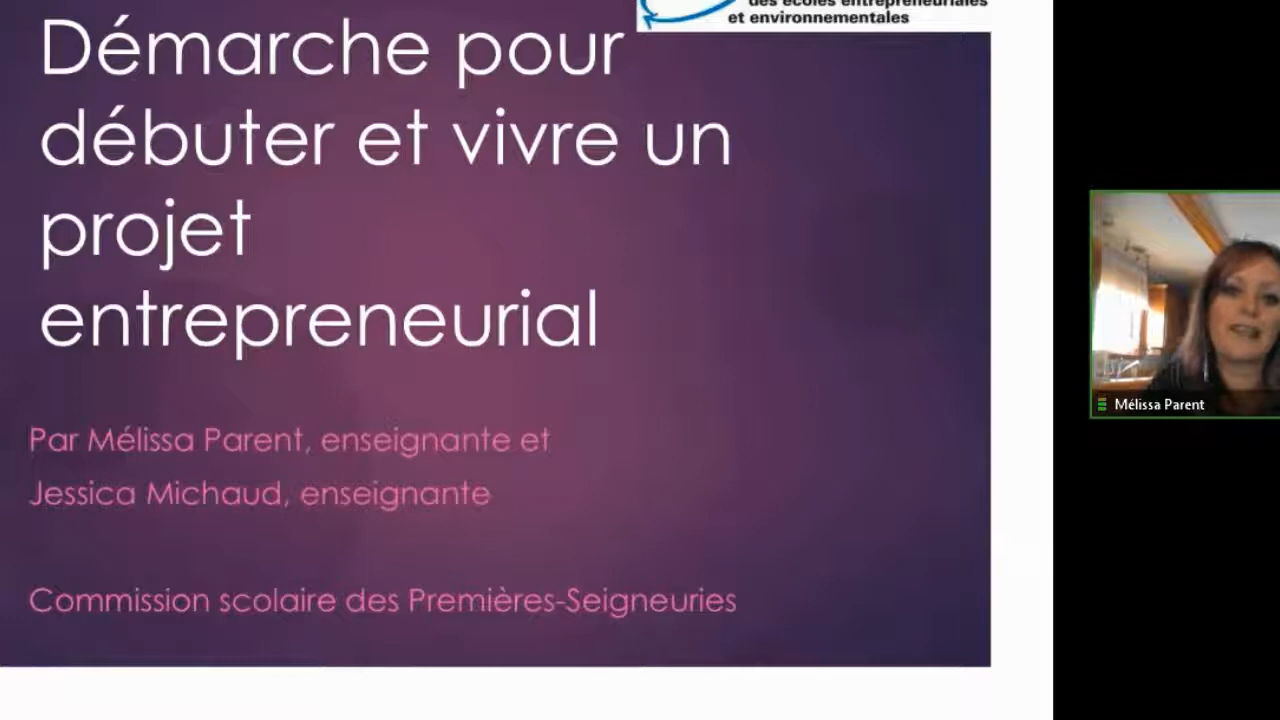 des écoles entrepreneuriales
et environnementales
Démarche pour
débuter et vivre un
projet
entrepreneurial
Par Mélissa Parent, enseignante et
Jessica Michaud, enseignante
Commission scolaire des Premières-Seigneuries
Mélissa Parent